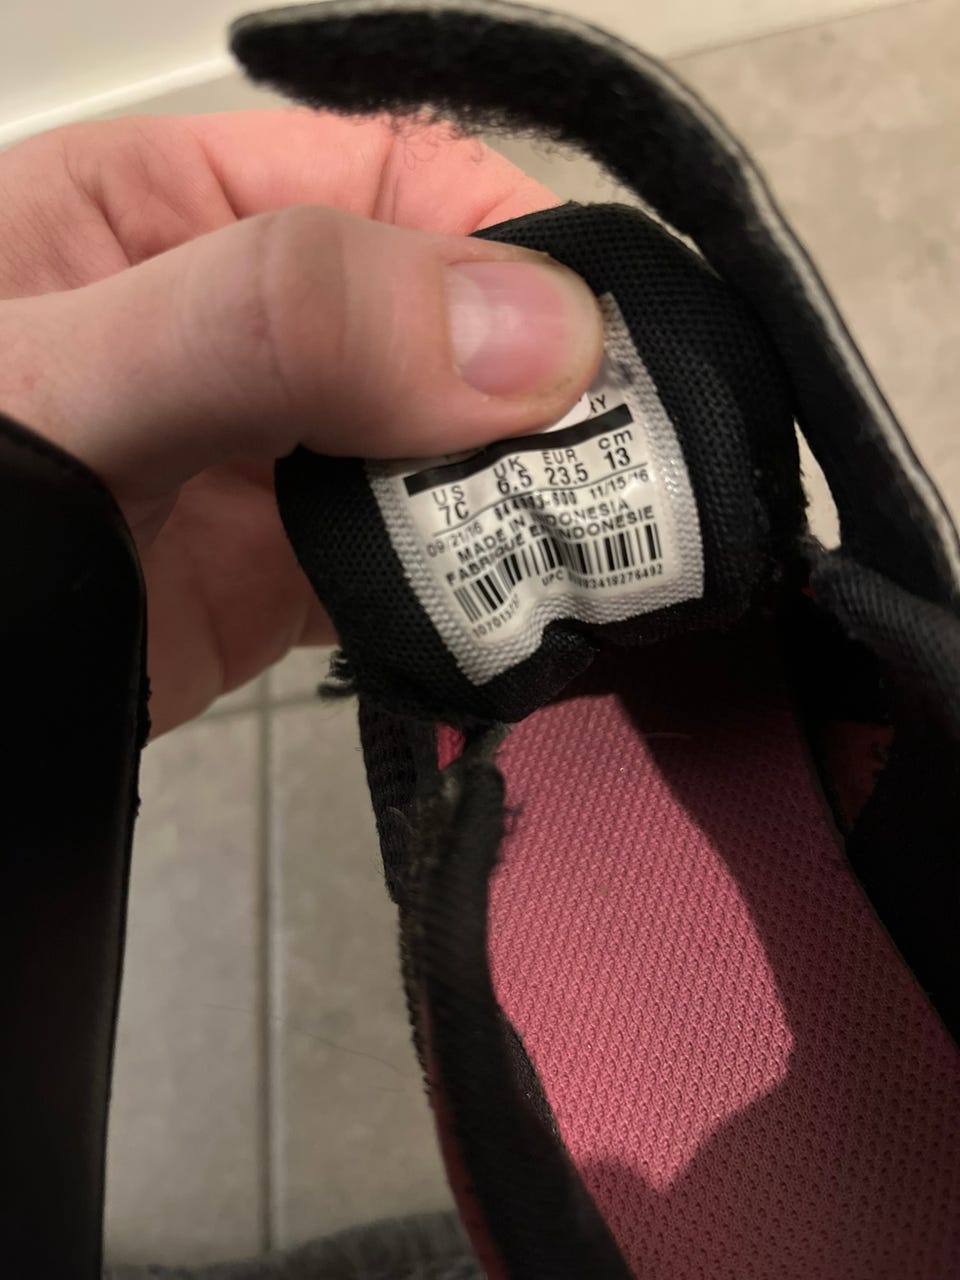 RY
US UK EUR cm
7C 6.5 23.5 13
09/21/16 11/15/16
MADE IN INDONESIA
FABRIQUE EN INDONESIE
UPC